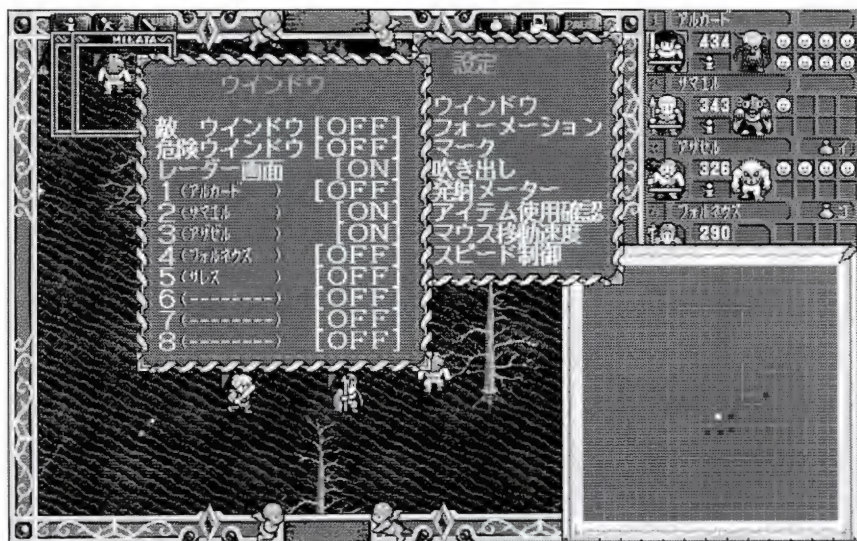 MIKATA
ウインドウ
敵 ウインドウ[OFF]
危険ウインドウ[OFF]
レーダー画面 [ON]
1(アルカード )[OFF]
2(サマエル )[ON]
3(アザゼル )[ON]
4(フォルネウス )[OFF]
5(サレス )[OFF]
6(--------)[OFF]
7(--------)[OFF]
8(--------)[OFF]
設定
ウインドウ
フォーメーション
マーク
吹き出し
発射メーター
アイテム使用確認
マウス移動速度
スピード制御
1 アルカード
434
サマエル
343
アザゼル イ
326
フォルネウス ゴ
290